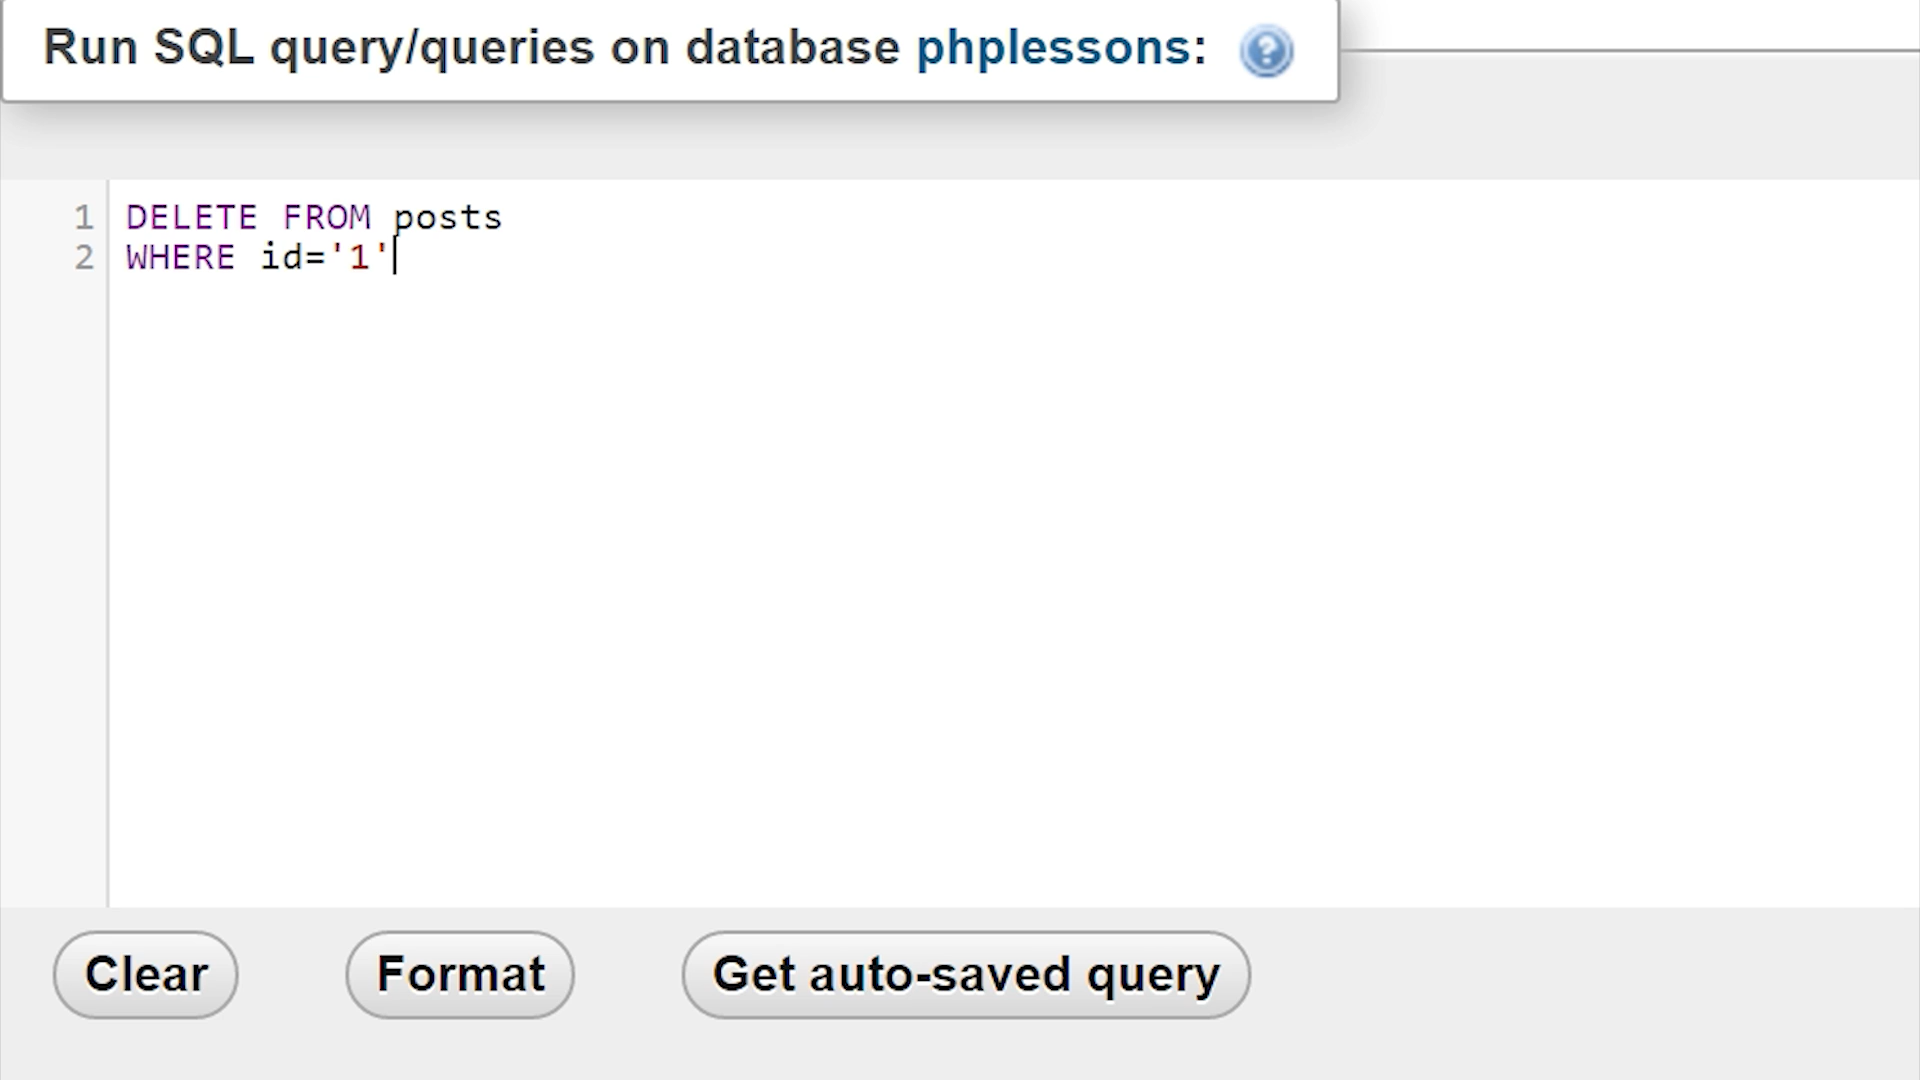 Run SQL query/queries on database phplessons:
1 DELETE FROM posts
2 WHERE id='1'
Clear Format Get auto-saved query